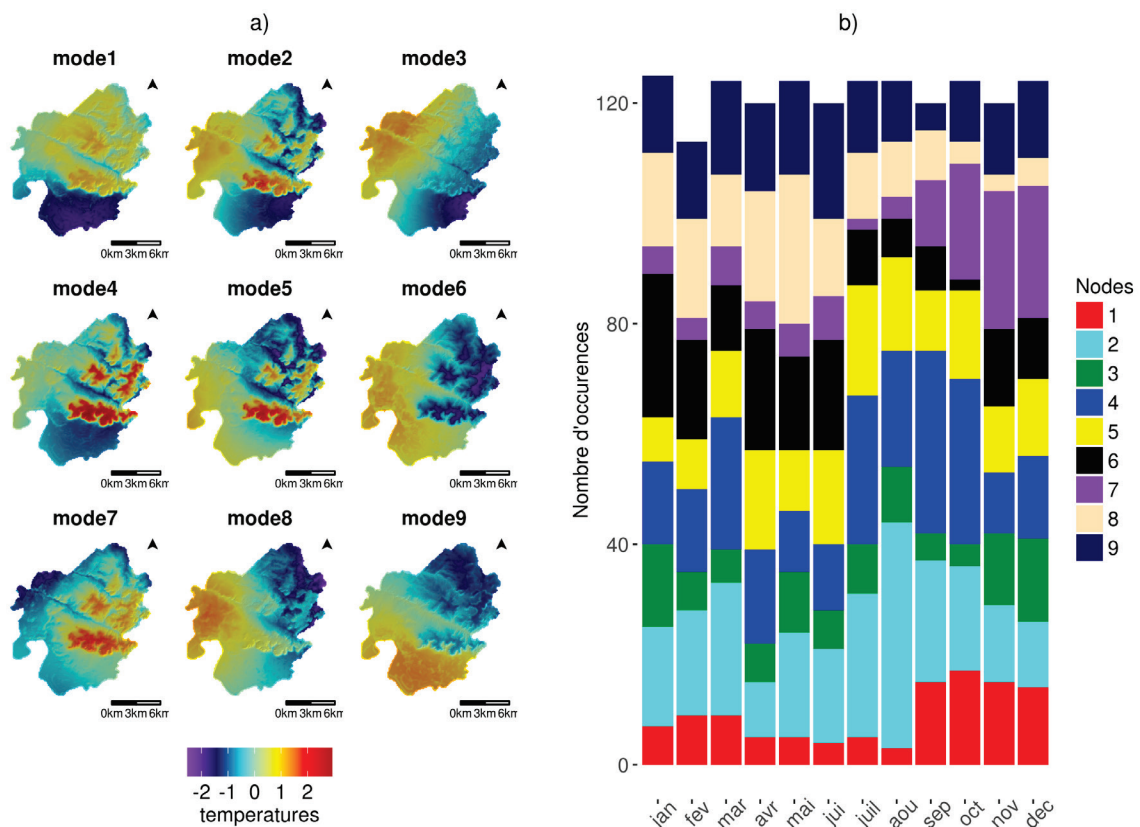 a)
mode1
mode2
mode3
0km 3km 6km
0km 3km 6km
0km 3km 6km
mode4
mode5
mode6
0km 3km 6km
0km 3km 6km
0km 3km 6km
mode7
mode8
mode9
0km 3km 6km
0km 3km 6km
0km 3km 6km
-2 -1 0 1 2
temperatures
b)
Nombre d'occurences
120
80
40
0
jan fev mar avr mai jui juil aou sep oct nov dec
Nodes
1
2
3
4
5
6
7
8
9